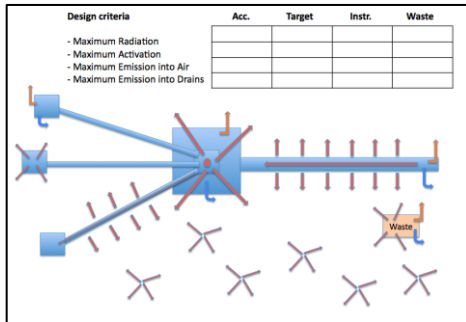 Design criteria Acc. Target Instr. Waste
- Maximum Radiation
- Maximum Activation
- Maximum Emission into Air
- Maximum Emission into Drains
Waste